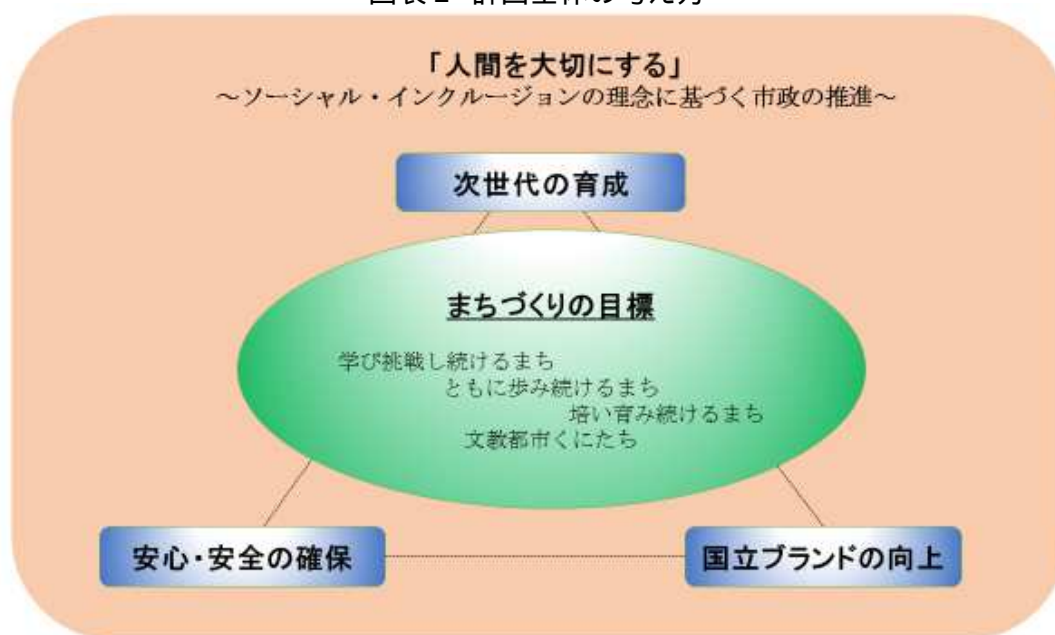 「人間を大切にする」
~ソーシャル・インクルージョンの理念に基づく市政の推進~
次世代の育成
まちづくりの目標
学び挑戦し続けるまち
ともに歩み続けるまち
培い育み続けるまち
文教都市くにたち
安心・安全の確保
国立ブランドの向上